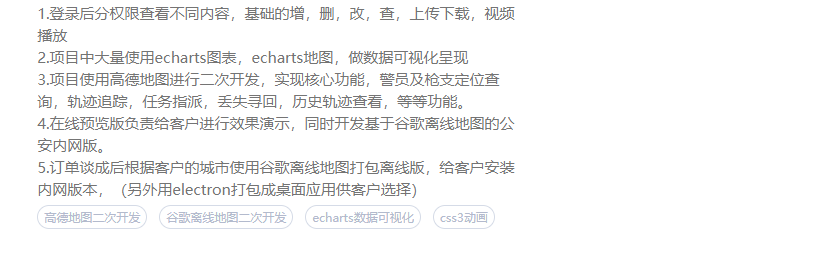 1.登录后分权限查看不同内容，基础的增，删，改，查，上传下载，视频
播放
2.项目中大量使用echarts图表，echarts地图，做数据可视化呈现
3.项目使用高德地图进行二次开发，实现核心功能，警员及枪支定位查
询，轨迹追踪，任务指派，丢失寻回，历史轨迹查看，等等功能。
4.在线预览版负责给客户进行效果演示，同时开发基于谷歌离线地图的公
安内网版。
5.订单谈成后根据客户的城市使用谷歌离线地图打包离线版，给客户安装
内网版本，（另外用electron打包成桌面应用供客户选择）
高德地图二次开发 谷歌离线地图二次开发 echarts数据可视化 css3动画